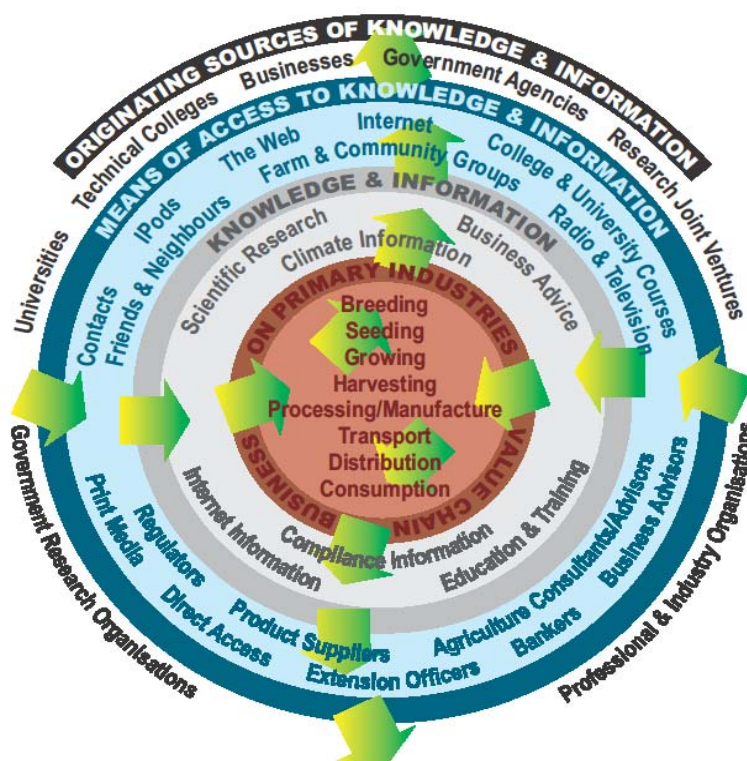 ORIGINATING SOURCES OF KNOWLEDGE & INFORMATION
Universities
Technical Colleges
Businesses
Government Agencies
Research Joint Ventures
Government Research Organisations
Professional & Industry Organisations
MEANS OF ACCESS TO KNOWLEDGE & INFORMATION
Contacts
Friends & Neighbours
IPods
The Web
Internet
Farm & Community Groups
College & University Courses
Radio & Television
Print Media
Regulators
Direct Access
Product Suppliers
Extension Officers
Agriculture Consultants/Advisors
Bankers
Business Advisors
KNOWLEDGE & INFORMATION
Scientific Research
Climate Information
Business Advice
Internet Information
Compliance Information
Education & Training
ON PRIMARY INDUSTRIES
VALUE CHAIN
BUSINESS
Breeding
Seeding
Growing
Harvesting
Processing/Manufacture
Transport
Distribution
Consumption